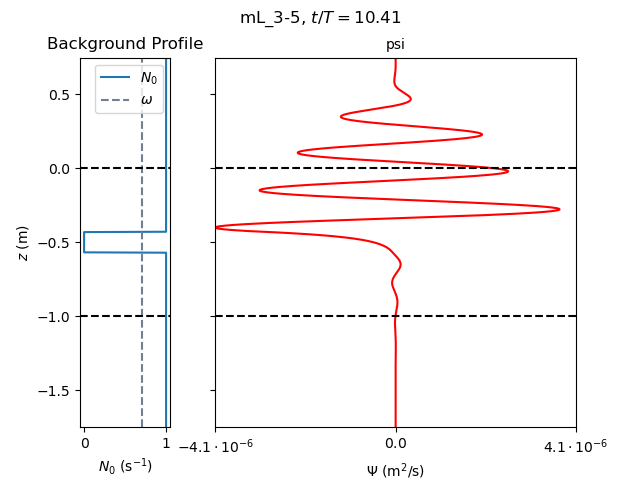 mL_3-5, t/T = 10.41
Background Profile
psi
N₀
ω
0.5
0.0
−0.5
−1.0
−1.5
z (m)
0
1
N₀ (s⁻¹)
−4.1 · 10⁻⁶
0.0
4.1 · 10⁻⁶
Ψ (m²/s)